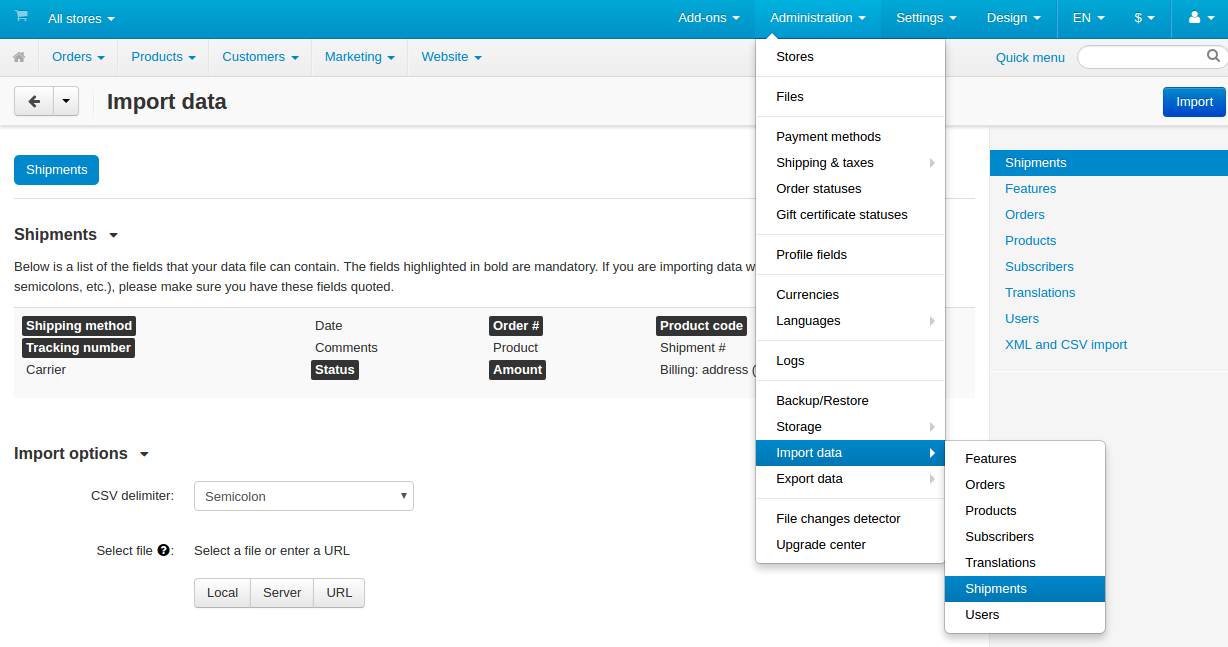 All stores
Add-ons
Administration
Settings
Design
EN
$
Orders
Products
Customers
Marketing
Website
Quick menu
Import data
Import
Stores
Files
Payment methods
Shipping & taxes
Order statuses
Gift certificate statuses
Profile fields
Currencies
Languages
Logs
Backup/Restore
Storage
Import data
Export data
File changes detector
Upgrade center
Features
Orders
Products
Subscribers
Translations
Shipments
Users
Shipments
Shipments
Below is a list of the fields that your data file can contain. The fields highlighted in bold are mandatory. If you are importing data
semicolons, etc.), please make sure you have these fields quoted.
Shipping method Date Order # Product code
Tracking number Comments Product Shipment #
Carrier Status Amount Billing: address (
Import options
CSV delimiter: Semicolon
Select file ?: Select a file or enter a URL
Local Server URL
Shipments
Features
Orders
Products
Subscribers
Translations
Users
XML and CSV import